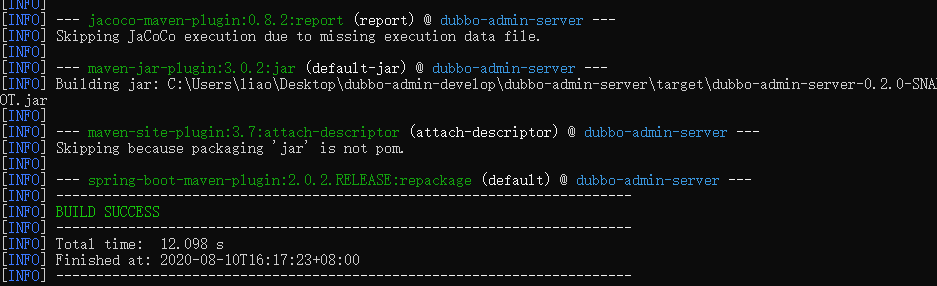 [INFO]
[INFO] --- jacoco-maven-plugin:0.8.2:report (report) @ dubbo-admin-server ---
[INFO] Skipping JaCoCo execution due to missing execution data file.
[INFO]
[INFO] --- maven-jar-plugin:3.0.2:jar (default-jar) @ dubbo-admin-server ---
[INFO] Building jar: C:\Users\liao\Desktop\dubbo-admin-develop\dubbo-admin-server\target\dubbo-admin-server-0.2.0-SNA
OT.jar
[INFO]
[INFO] --- maven-site-plugin:3.7:attach-descriptor (attach-descriptor) @ dubbo-admin-server ---
[INFO] Skipping because packaging 'jar' is not pom.
[INFO]
[INFO] --- spring-boot-maven-plugin:2.0.2.RELEASE:repackage (default) @ dubbo-admin-server ---
[INFO] ------------------------------------------------------------------------
[INFO] BUILD SUCCESS
[INFO] ------------------------------------------------------------------------
[INFO] Total time:  12.098 s
[INFO] Finished at: 2020-08-10T16:17:23+08:00
[INFO] ------------------------------------------------------------------------